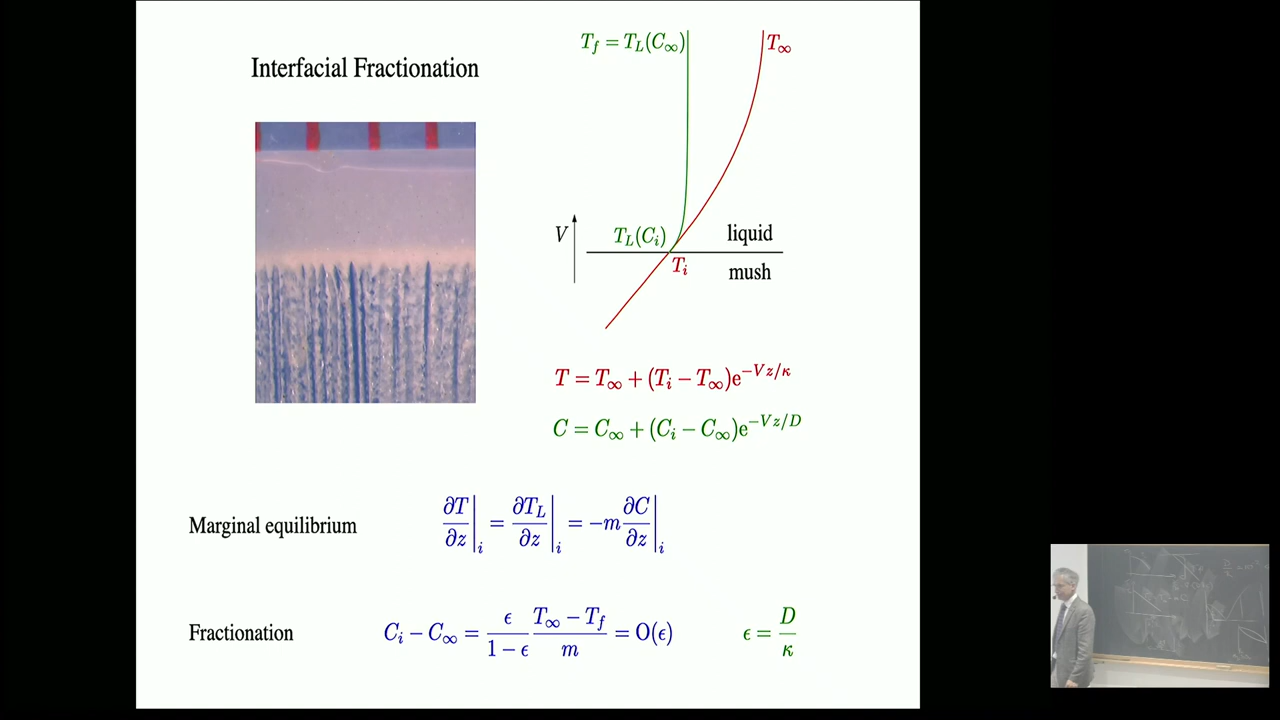 Interfacial Fractionation
T_f = T_L(C_∞)
T_∞
V
T_L(C_i)
liquid
T_i
mush
T = T_∞ + (T_i − T_∞)e^{−Vz/κ}
C = C_∞ + (C_i − C_∞)e^{−Vz/D}
Marginal equilibrium ∂T/∂z|_i = ∂T_L/∂z|_i = −m ∂C/∂z|_i
Fractionation C_i − C_∞ = ϵ/(1 − ϵ) (T_∞ − T_f)/m = O(ϵ) ϵ = D/κ